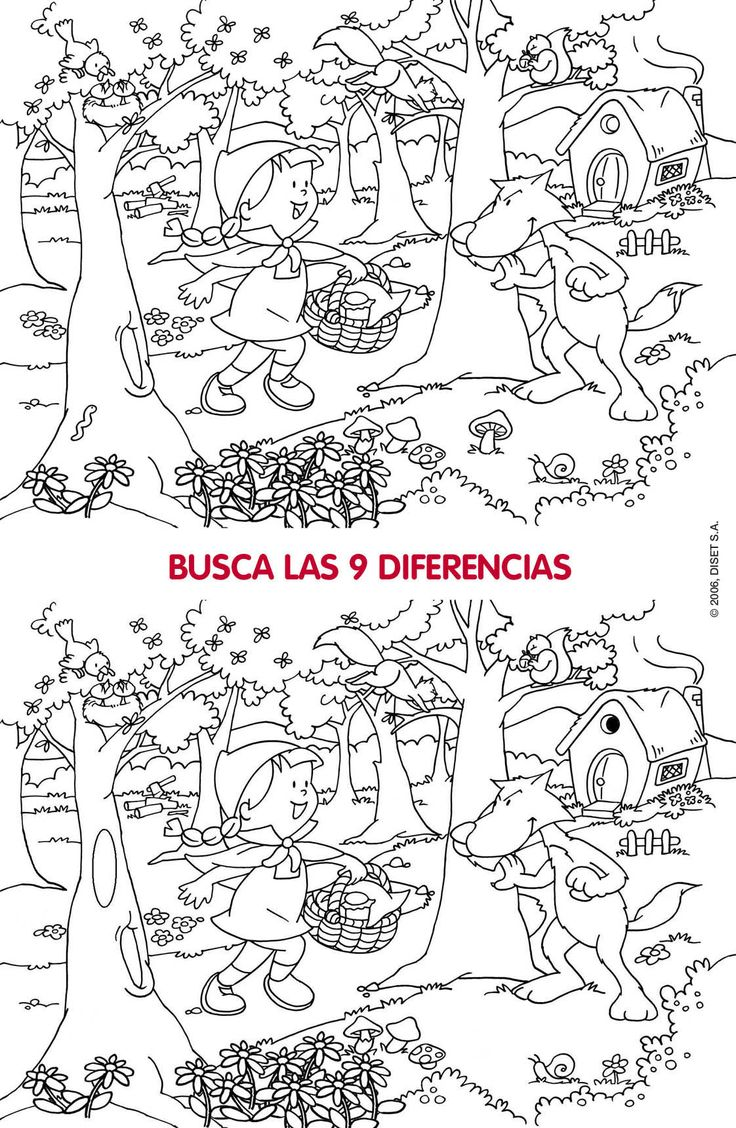 BUSCA LAS 9 DIFERENCIAS
© 2006, DISET S.A.